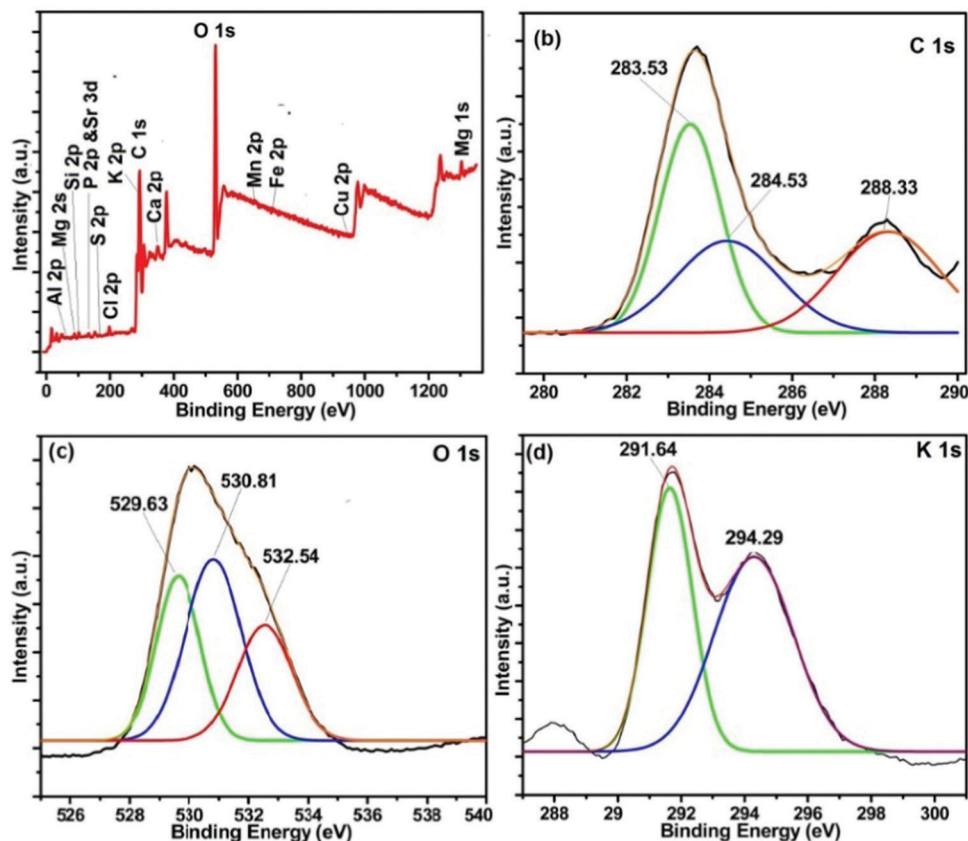 O 1s
Intensity (a.u.)
Al 2p
Mg 2s
Si 2p
P 2p &Sr 3d
S 2p
Cl 2p
K 2p
C 1s
Ca 2p
Mn 2p
Fe 2p
Cu 2p
Mg 1s
0 200 400 600 800 1000 1200
Binding Energy (eV)
(b)
C 1s
Intensity (a.u.)
283.53
284.53
288.33
280 282 284 286 288 290
Binding Energy (eV)
(c)
O 1s
Intensity (a.u.)
529.63
530.81
532.54
526 528 530 532 534 536 538 540
Binding Energy (eV)
(d)
K 1s
Intensity (a.u.)
291.64
294.29
288 29 292 294 296 298 300
Binding Energy (eV)